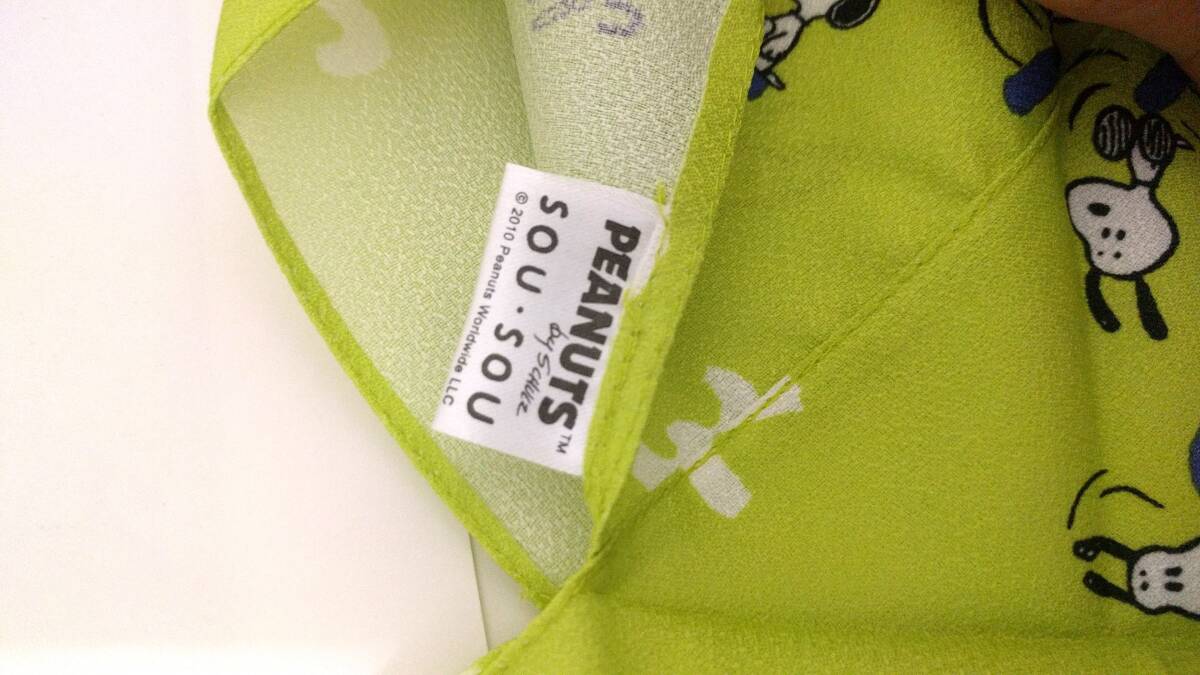 PEANUTS™
by SCHULZ
SOU・SOU
© 2010 Peanuts Worldwide LLC